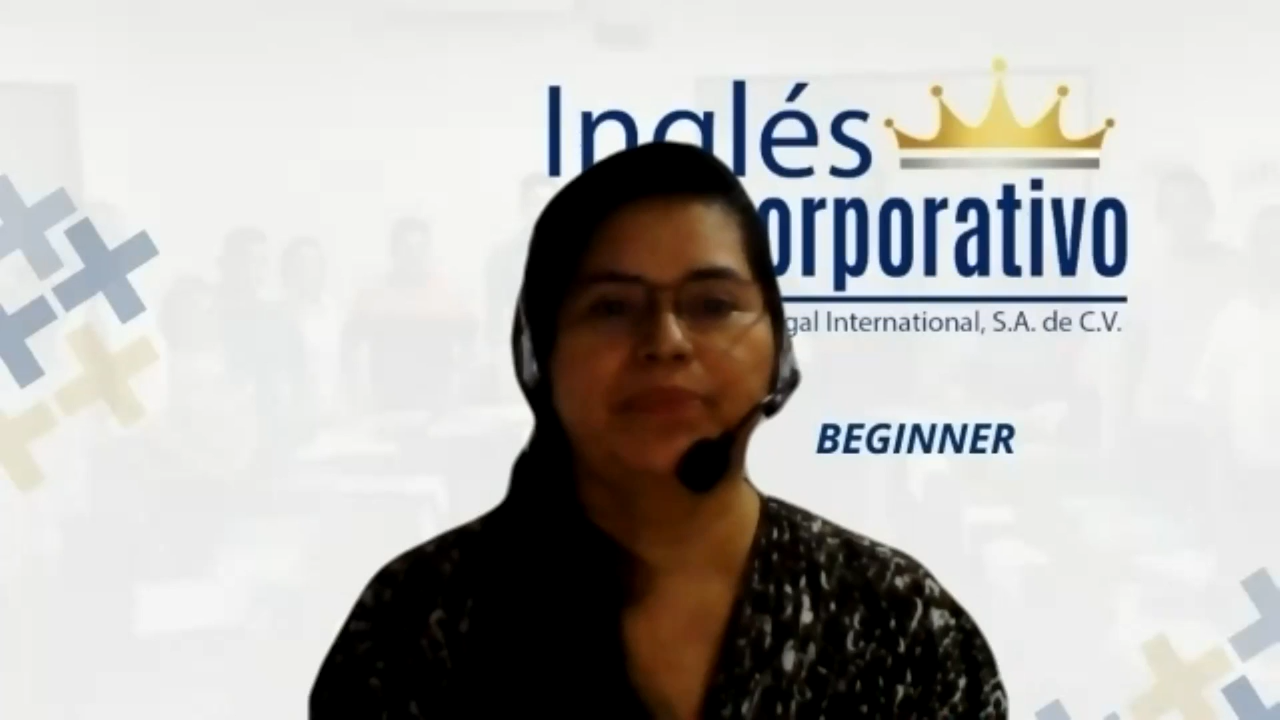 Inglés
orporativo
gal International, S.A. de C.V.
BEGINNER